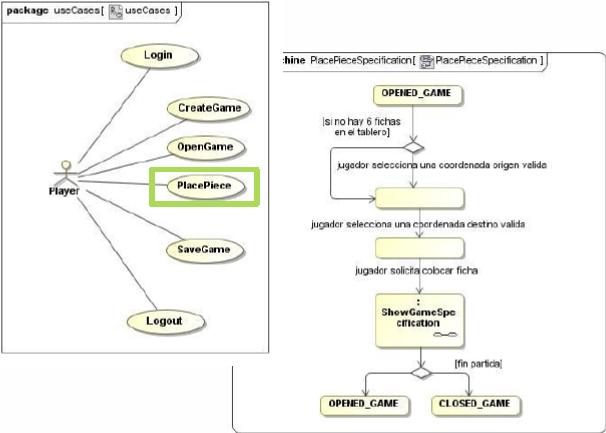 package useCases[ useCases ]
Login
CreateGame
OpenGame
PlacePiece
Player
SaveGame
Logout
chine PlacePieceSpecification[ PlacePieceSpecification ]
OPENED_GAME
[si no hay 6 fichas
en el tablero]
jugador selecciona una coordenada origen valida
jugador selecciona una coordenada destino valida
jugador solicita colocar ficha
:
ShowGameSpe
cification
[fin partida]
OPENED_GAME
CLOSED_GAME